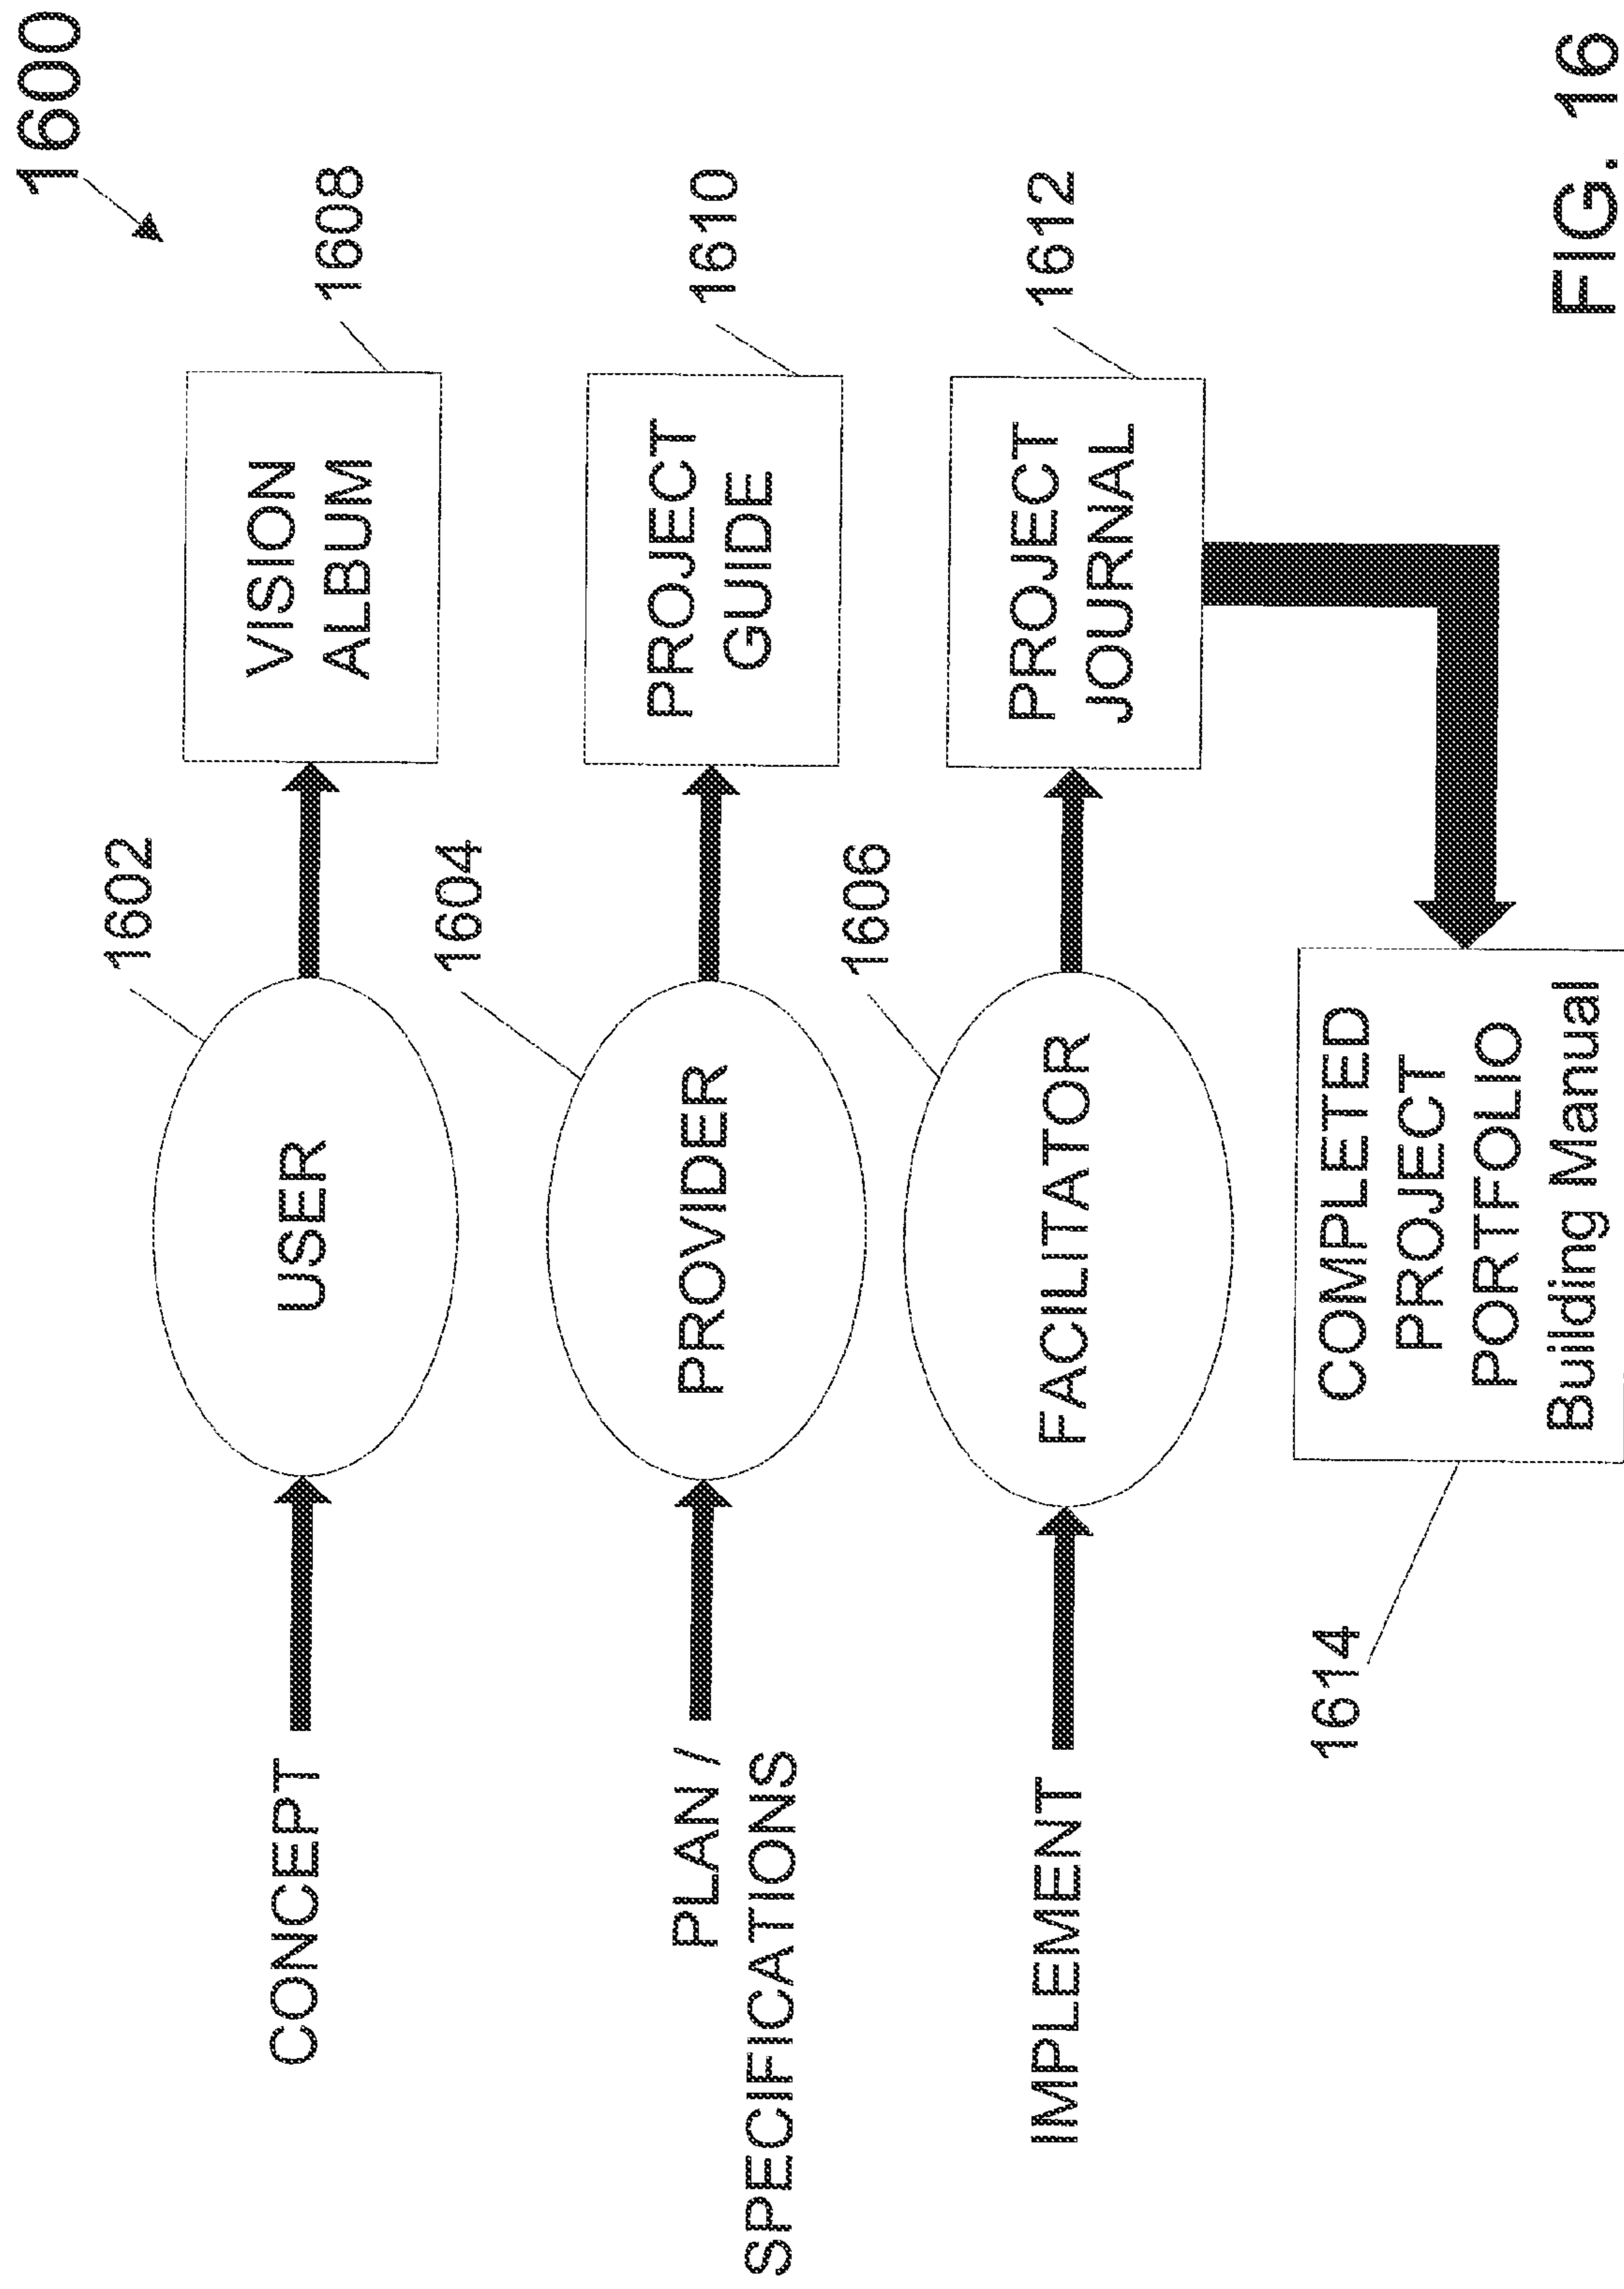 1600
1602
1608
CONCEPT
USER
VISION
ALBUM
1604
1610
PLAN /
SPECIFICATIONS
PROVIDER
PROJECT
GUIDE
1606
1612
IMPLEMENT
FACILITATOR
PROJECT
JOURNAL
1614
COMPLETED
PROJECT
PORTFOLIO
Building Manual
FIG. 16